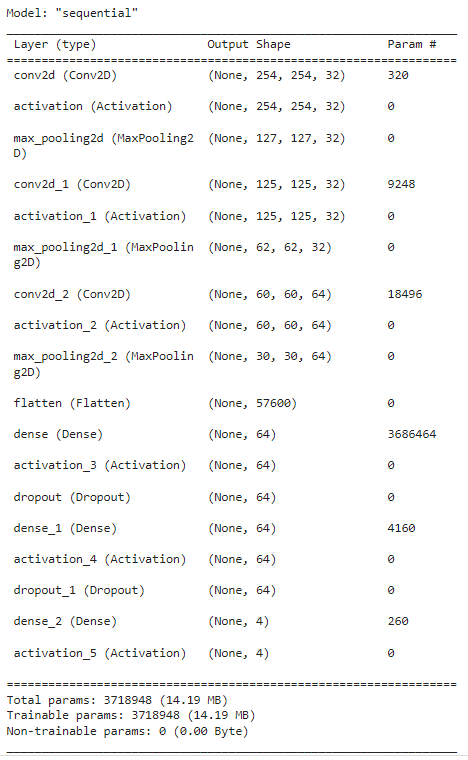 Model: "sequential"
Layer (type) Output Shape Param #
conv2d (Conv2D) (None, 254, 254, 32) 320
activation (Activation) (None, 254, 254, 32) 0
max_pooling2d (MaxPooling2 (None, 127, 127, 32) 0
D)
conv2d_1 (Conv2D) (None, 125, 125, 32) 9248
activation_1 (Activation) (None, 125, 125, 32) 0
max_pooling2d_1 (MaxPoolin (None, 62, 62, 32) 0
g2D)
conv2d_2 (Conv2D) (None, 60, 60, 64) 18496
activation_2 (Activation) (None, 60, 60, 64) 0
max_pooling2d_2 (MaxPoolin (None, 30, 30, 64) 0
g2D)
flatten (Flatten) (None, 57600) 0
dense (Dense) (None, 64) 3686464
activation_3 (Activation) (None, 64) 0
dropout (Dropout) (None, 64) 0
dense_1 (Dense) (None, 64) 4160
activation_4 (Activation) (None, 64) 0
dropout_1 (Dropout) (None, 64) 0
dense_2 (Dense) (None, 4) 260
activation_5 (Activation) (None, 4) 0
Total params: 3718948 (14.19 MB)
Trainable params: 3718948 (14.19 MB)
Non-trainable params: 0 (0.00 Byte)